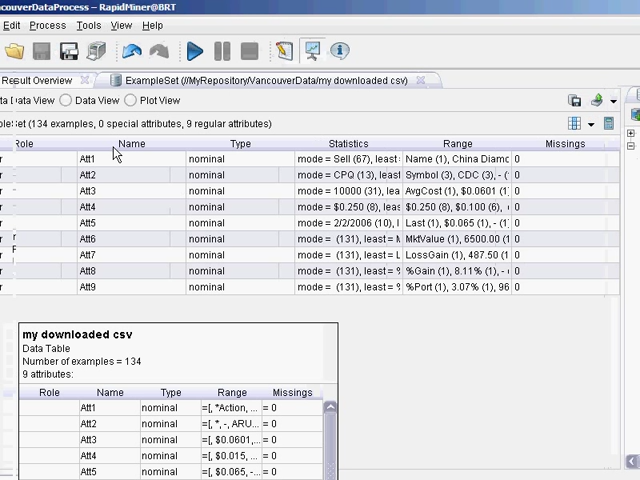 ancouverDataProcess – RapidMiner@BRT
Edit Process Tools View Help
Result Overview ExampleSet (//MyRepository/VancouverData/my downloaded csv)
Data View Data View Plot View
Set (134 examples, 0 special attributes, 9 regular attributes)
Role Name Type Statistics Range Missings
r Att1 nominal mode = Sell (67), least: Name (1), China Diamc 0
r Att2 nominal mode = CPQ (13), least Symbol (3), CDC (3), - (1 0
r Att3 nominal mode = 10000 (31), lea AvgCost (1), $0.0601 (1) 0
r Att4 nominal mode = $0.250 (8), leas $0.250 (8), $0.100 (6), 0
r Att5 nominal mode = 2/2/2006 (10), l Last (1), $0.065 (1), - (1 0
r Att6 nominal mode = (131), least = M MktValue (1), 6500.00 (1 0
r Att7 nominal mode = (131), least = L LossGain (1), 487.50 (1 0
r Att8 nominal mode = (131), least = % %Gain (1), 8.11% (1), - 0
r Att9 nominal mode = (131), least = % %Port (1), 3.07% (1), 96 0
my downloaded csv
Data Table
Number of examples = 134
9 attributes:
Role Name Type Range Missings
Att1 nominal =[, *Action, ... = 0
Att2 nominal =[, *, -, ARU... = 0
Att3 nominal =[, $0.0601,... = 0
Att4 nominal =[, $0.015, ... = 0
Att5 nominal =[, $0.065, -... = 0